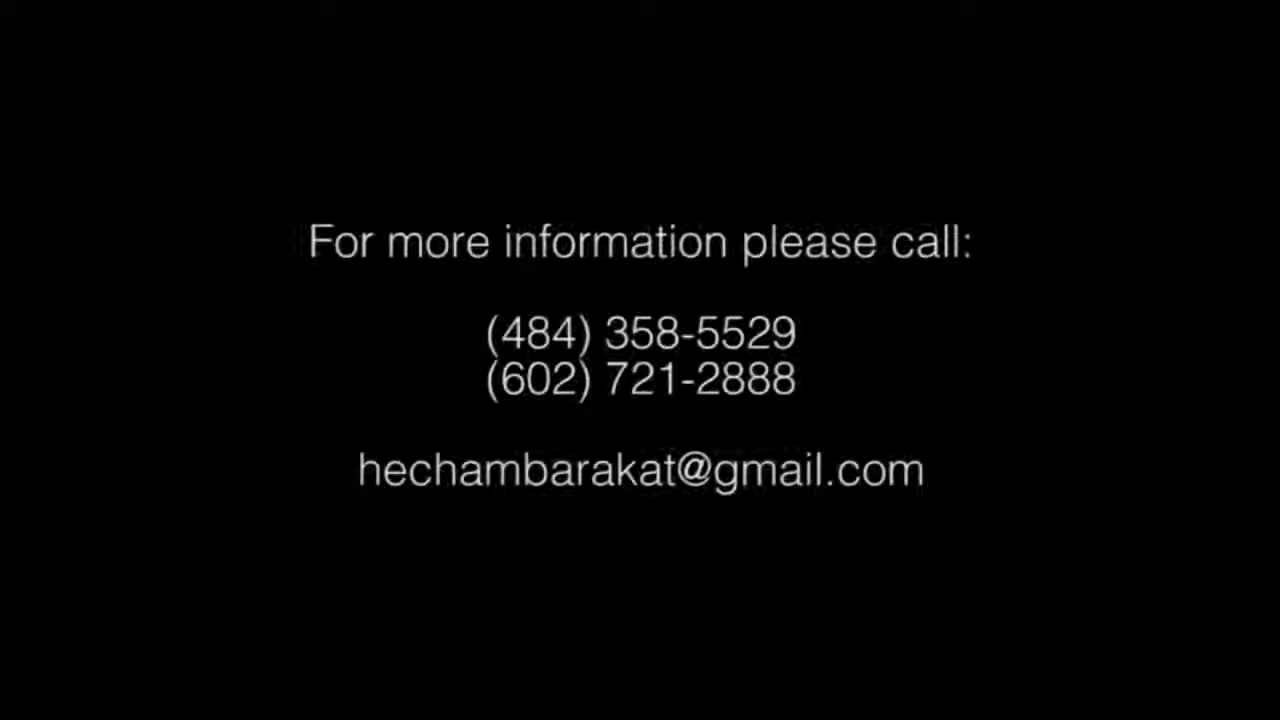 For more information please call:
(484) 358-5529
(602) 721-2888
hechambarakat@gmail.com